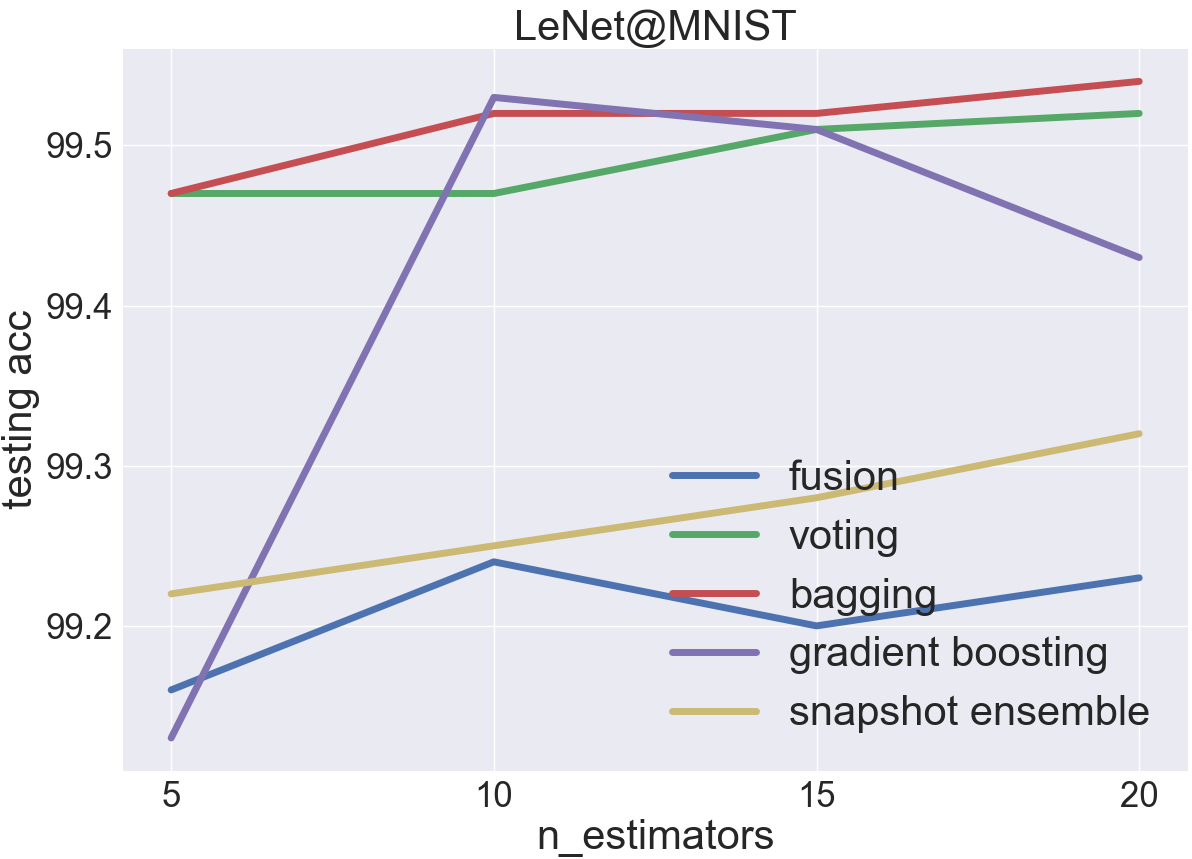 LeNet@MNIST
testing acc
99.5
99.4
99.3
99.2
fusion
voting
bagging
gradient boosting
snapshot ensemble
5 10 15 20
n_estimators